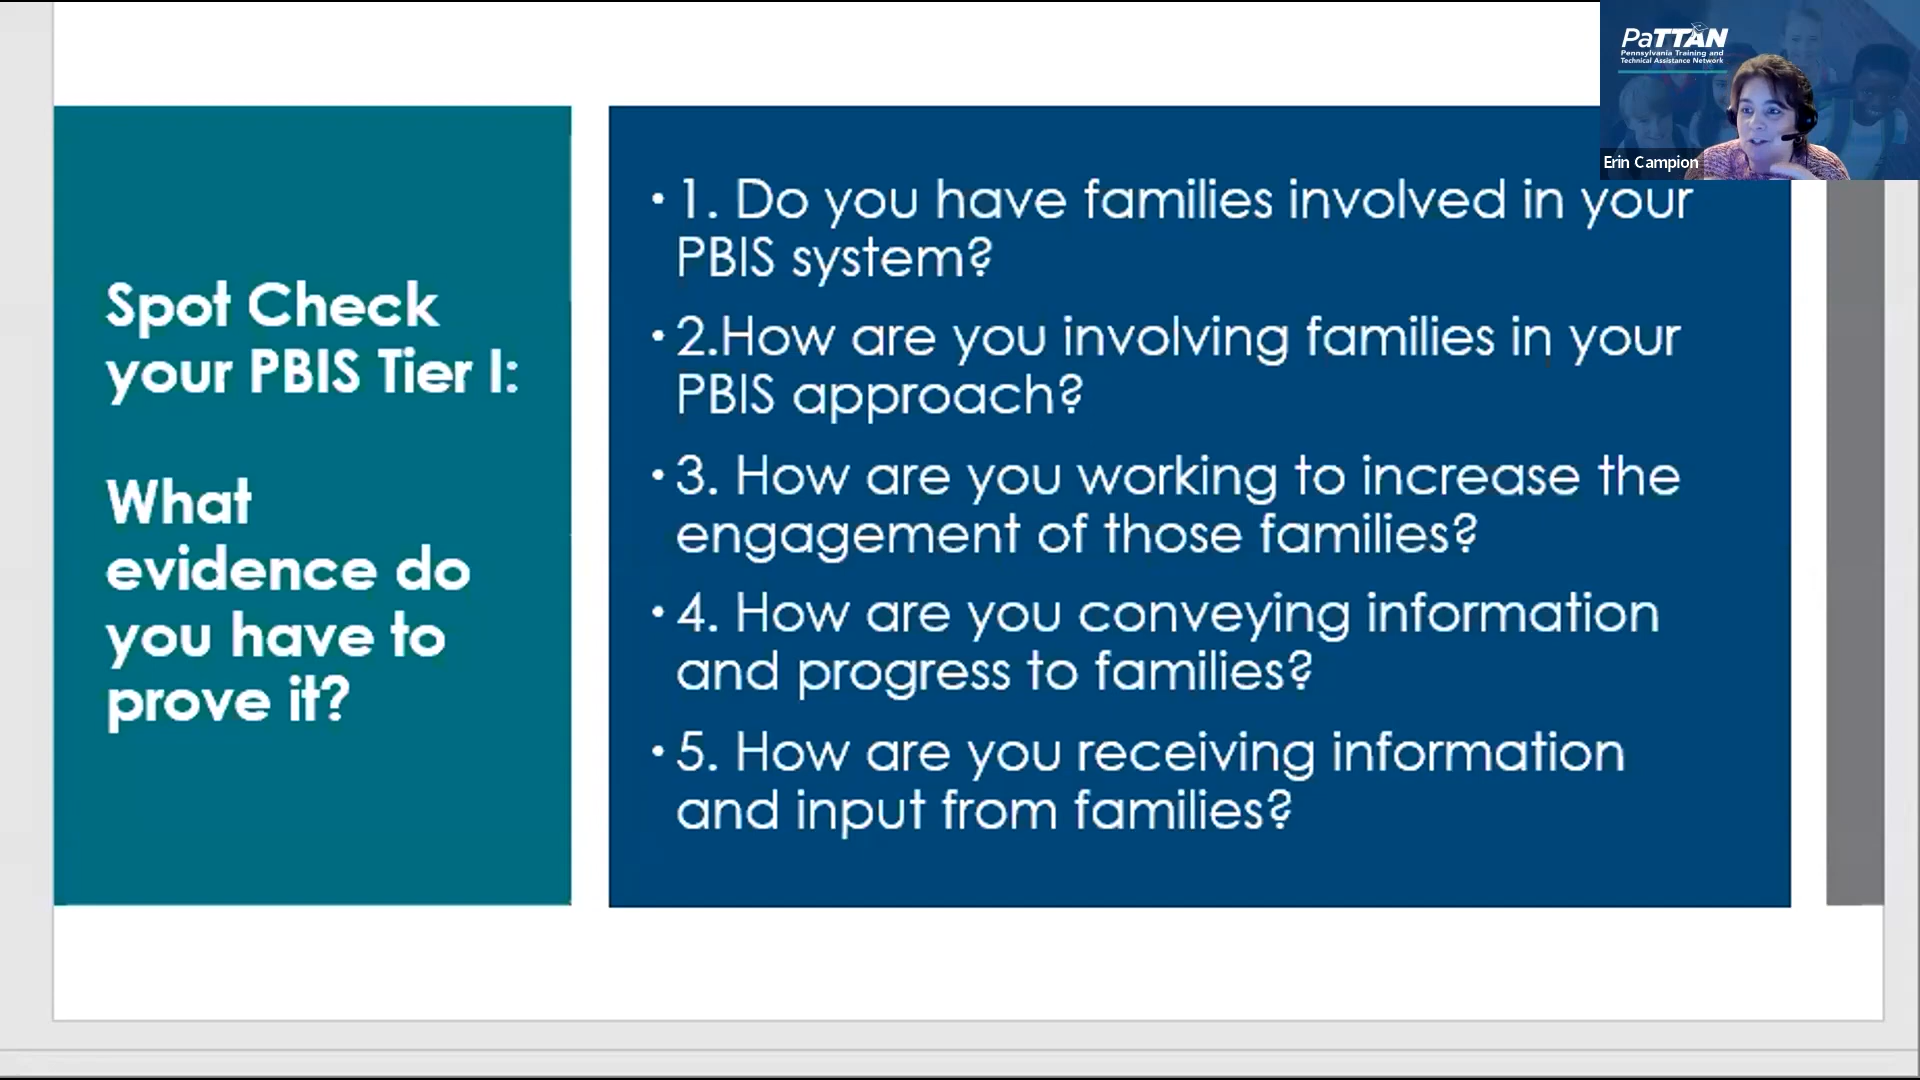 PaTTAN
Pennsylvania Training and
Technical Assistance Network
Erin Campion
Spot Check
your PBIS Tier I:
What
evidence do
you have to
prove it?
• 1. Do you have families involved in your
PBIS system?
• 2.How are you involving families in your
PBIS approach?
• 3. How are you working to increase the
engagement of those families?
• 4. How are you conveying information
and progress to families?
• 5. How are you receiving information
and input from families?